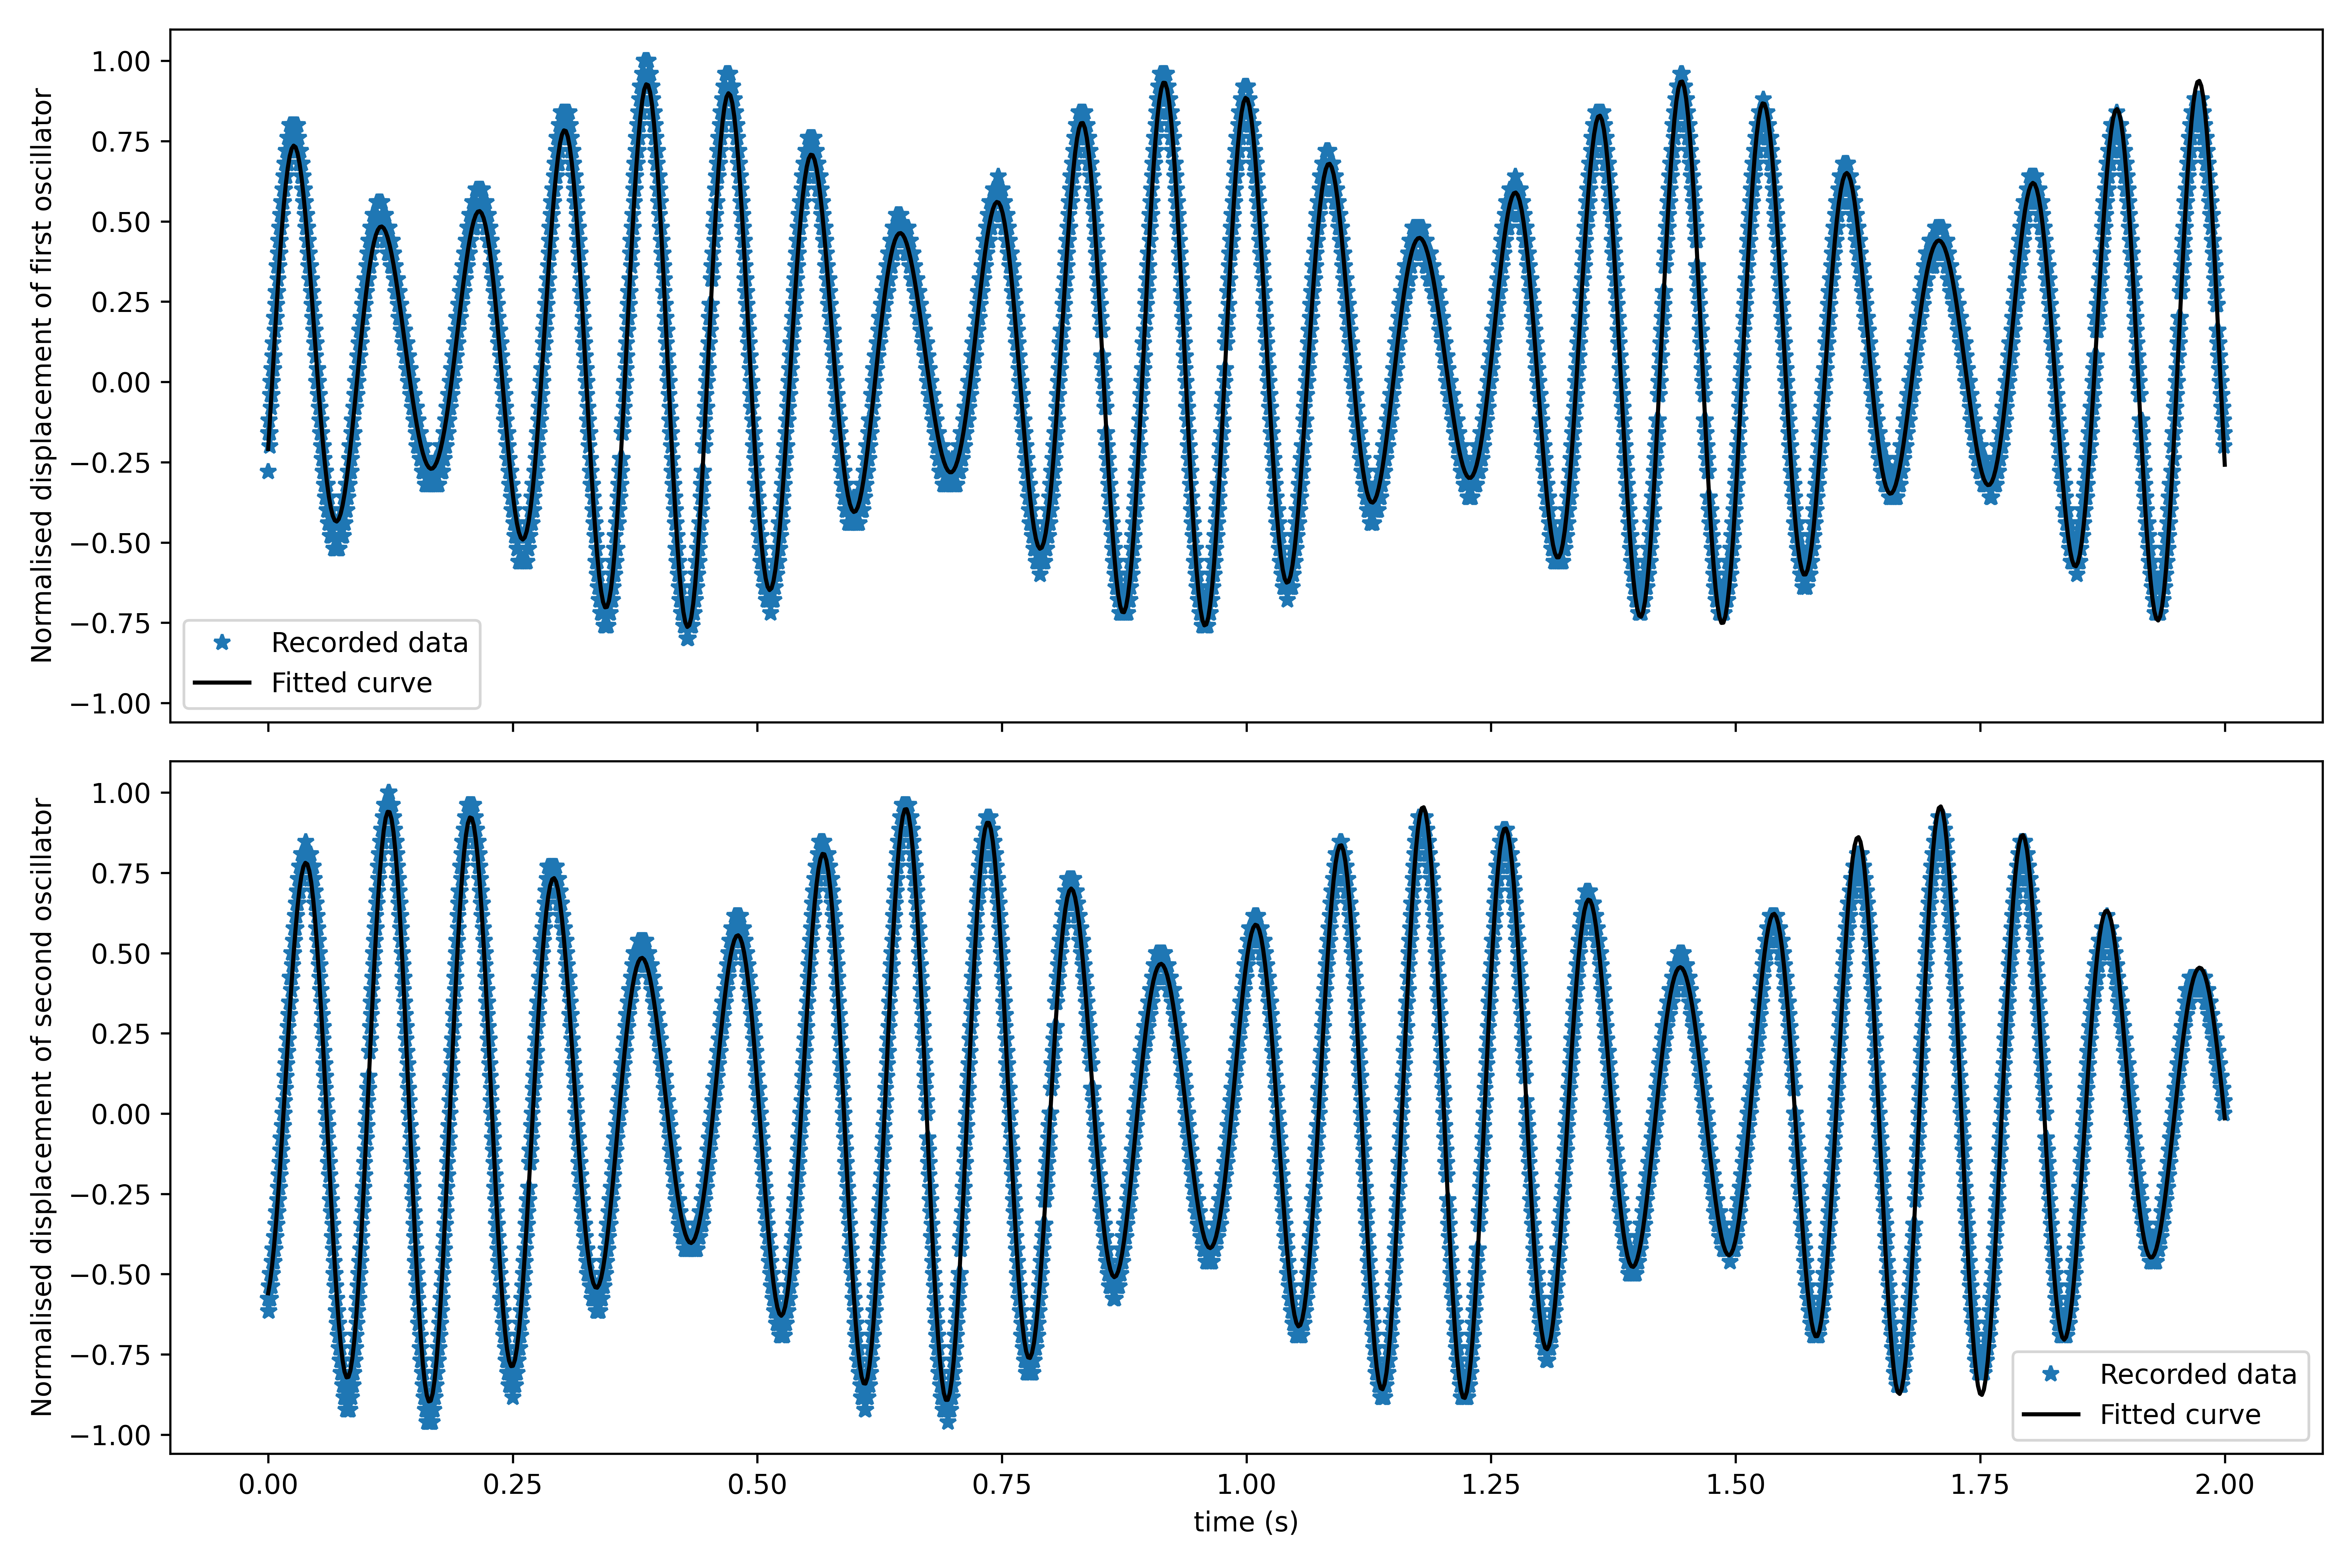 Normalised displacement of first oscillator
1.00
0.75
0.50
0.25
0.00
−0.25
−0.50
−0.75
−1.00
Recorded data
Fitted curve
Normalised displacement of second oscillator
1.00
0.75
0.50
0.25
0.00
−0.25
−0.50
−0.75
−1.00
Recorded data
Fitted curve
0.00 0.25 0.50 0.75 1.00 1.25 1.50 1.75 2.00
time (s)